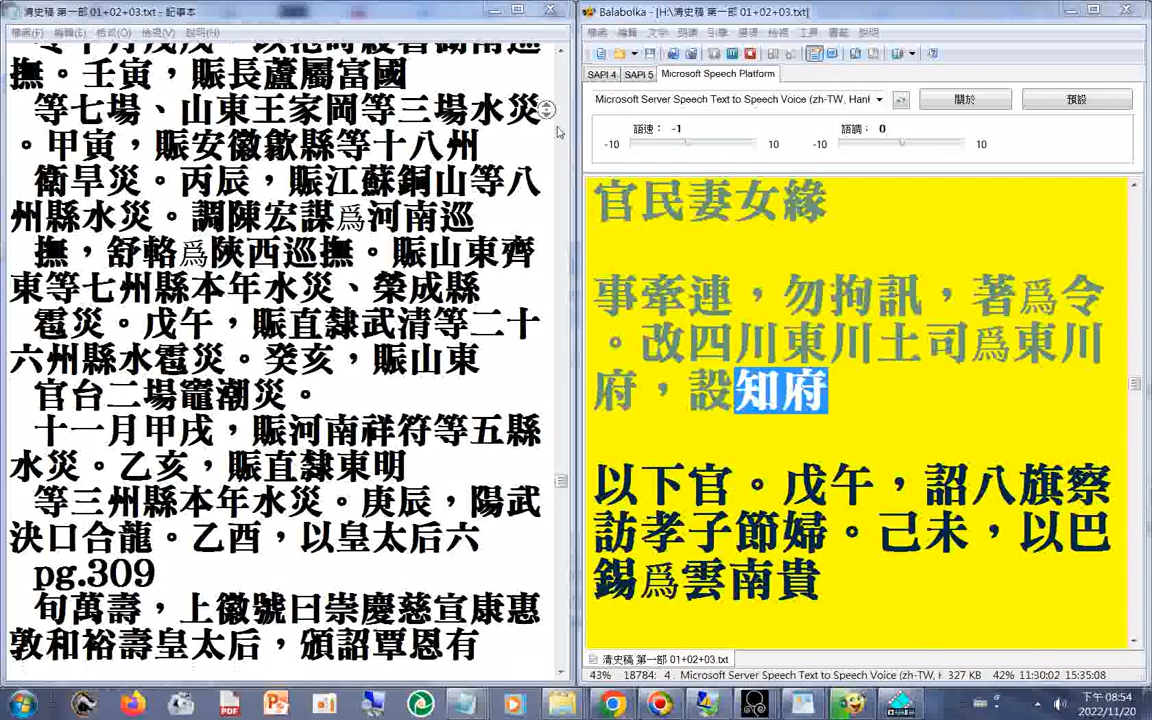 清史稿 第一部 01+02+03.txt - 記事本
檔案(F) 編輯(E) 格式(O) 檢視(V) 說明(H)
撫。壬寅，賑長蘆屬富國
等七場、山東王家岡等三場水災
。甲寅，賑安徽歙縣等十八州
衛旱災。丙辰，賑江蘇銅山等八
州縣水災。調陳宏謀爲河南巡
撫，舒輅爲陝西巡撫。賑山東齊
東等七州縣本年水災、榮成縣
雹災。戊午，賑直隸武清等二十
六州縣水雹災。癸亥，賑山東
官台二場竈潮災。
十一月甲戌，賑河南祥符等五縣
水災。乙亥，賑直隸東明
等三州縣本年水災。庚辰，陽武
決口合龍。乙酉，以皇太后六
pg.309
旬萬壽，上徽號曰崇慶慈宣康惠
敦和裕壽皇太后，頒詔覃恩有
Balabolka - [H:\清史稿 第一部 01+02+03.txt]
檔案 編輯 文字 朗讀 引擎 選項 檢視 工具 書籤 說明
SAPI 4 SAPI 5 Microsoft Speech Platform
Microsoft Server Speech Text to Speech Voice (zh-TW, Hanl
關於 預設
語速： -1 語調： 0
-10 10 -10 10
官民妻女緣
事牽連，勿拘訊，著爲令
。改四川東川土司爲東川
府，設知府
以下官。戊午，詔八旗察
訪孝子節婦。己未，以巴
錫爲雲南貴
清史稿 第一部 01+02+03.txt
43% 18784: 4 Microsoft Server Speech Text to Speech Voice (zh-TW, H 327 KB 42% 11:30:02 15:35:08
下午 08:54
2022/11/20